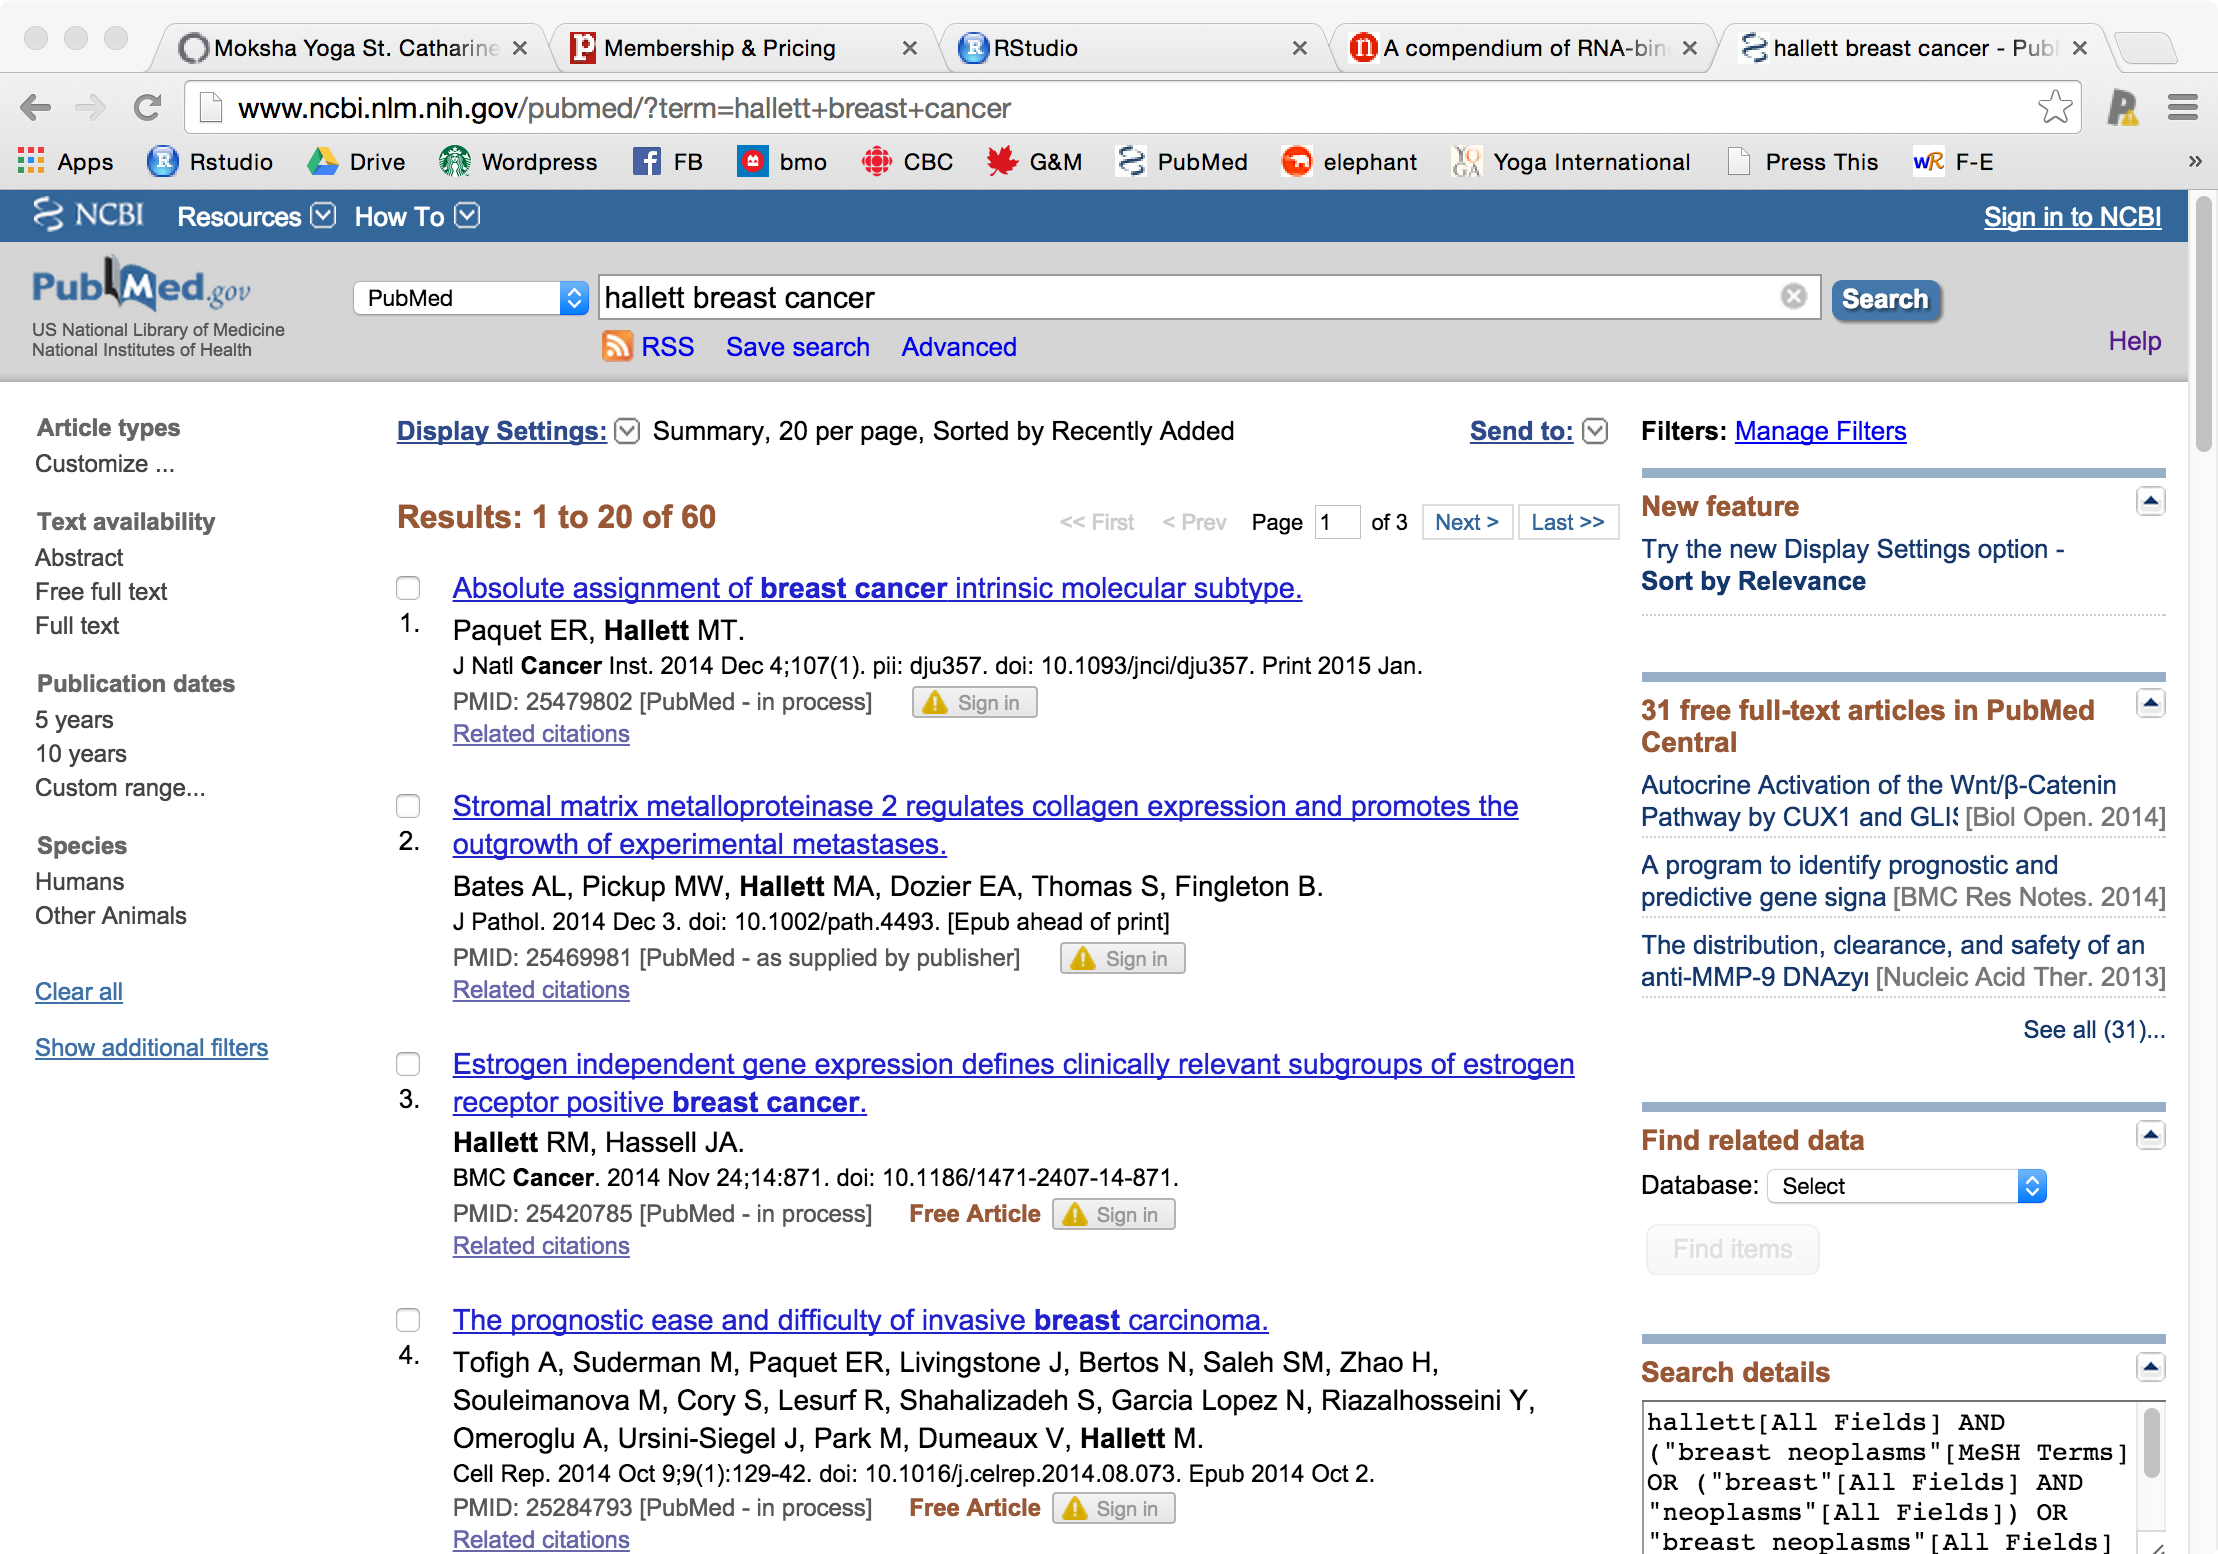 Moksha Yoga St. Catharine
Membership & Pricing
RStudio
A compendium of RNA-bin
hallett breast cancer - Pub
www.ncbi.nlm.nih.gov/pubmed/?term=hallett+breast+cancer
Apps Rstudio Drive Wordpress FB bmo CBC G&M PubMed elephant Yoga International Press This F-E »
NCBI Resources How To Sign in to NCBI
PubMed.gov
US National Library of Medicine
National Institutes of Health
PubMed
hallett breast cancer
Search
RSS Save search Advanced
Help
Article types
Customize ...
Text availability
Abstract
Free full text
Full text
Publication dates
5 years
10 years
Custom range...
Species
Humans
Other Animals
Clear all
Show additional filters
Display Settings: Summary, 20 per page, Sorted by Recently Added
Send to:
Results: 1 to 20 of 60
<< First < Prev Page 1 of 3 Next > Last >>
1. Absolute assignment of breast cancer intrinsic molecular subtype.
Paquet ER, Hallett MT.
J Natl Cancer Inst. 2014 Dec 4;107(1). pii: dju357. doi: 10.1093/jnci/dju357. Print 2015 Jan.
PMID: 25479802 [PubMed - in process] Sign in
Related citations
2. Stromal matrix metalloproteinase 2 regulates collagen expression and promotes the
outgrowth of experimental metastases.
Bates AL, Pickup MW, Hallett MA, Dozier EA, Thomas S, Fingleton B.
J Pathol. 2014 Dec 3. doi: 10.1002/path.4493. [Epub ahead of print]
PMID: 25469981 [PubMed - as supplied by publisher] Sign in
Related citations
3. Estrogen independent gene expression defines clinically relevant subgroups of estrogen
receptor positive breast cancer.
Hallett RM, Hassell JA.
BMC Cancer. 2014 Nov 24;14:871. doi: 10.1186/1471-2407-14-871.
PMID: 25420785 [PubMed - in process] Free Article Sign in
Related citations
4. The prognostic ease and difficulty of invasive breast carcinoma.
Tofigh A, Suderman M, Paquet ER, Livingstone J, Bertos N, Saleh SM, Zhao H,
Souleimanova M, Cory S, Lesurf R, Shahalizadeh S, Garcia Lopez N, Riazalhosseini Y,
Omeroglu A, Ursini-Siegel J, Park M, Dumeaux V, Hallett M.
Cell Rep. 2014 Oct 9;9(1):129-42. doi: 10.1016/j.celrep.2014.08.073. Epub 2014 Oct 2.
PMID: 25284793 [PubMed - in process] Free Article Sign in
Related citations
Filters: Manage Filters
New feature
Try the new Display Settings option -
Sort by Relevance
31 free full-text articles in PubMed
Central
Autocrine Activation of the Wnt/β-Catenin
Pathway by CUX1 and GLIS [Biol Open. 2014]
A program to identify prognostic and
predictive gene signa [BMC Res Notes. 2014]
The distribution, clearance, and safety of an
anti-MMP-9 DNAzyı [Nucleic Acid Ther. 2013]
See all (31)...
Find related data
Database: Select
Find items
Search details
hallett[All Fields] AND
("breast neoplasms"[MeSH Terms]
OR ("breast"[All Fields] AND
"neoplasms"[All Fields]) OR
"breast neoplasms"[All Fields]